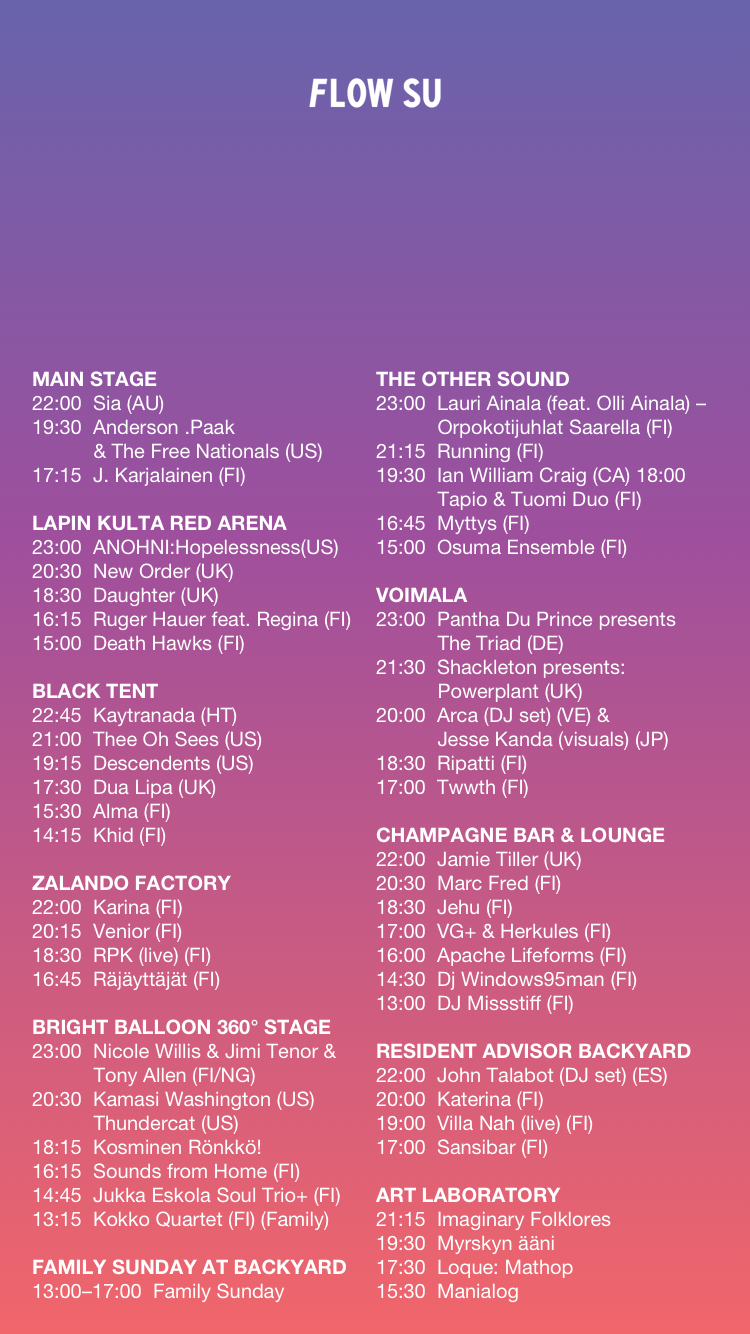 FLOW SU
MAIN STAGE
22:00 Sia (AU)
19:30 Anderson .Paak
& The Free Nationals (US)
17:15 J. Karjalainen (FI)
LAPIN KULTA RED ARENA
23:00 ANOHNI:Hopelessness(US)
20:30 New Order (UK)
18:30 Daughter (UK)
16:15 Ruger Hauer feat. Regina (FI)
15:00 Death Hawks (FI)
BLACK TENT
22:45 Kaytranada (HT)
21:00 Thee Oh Sees (US)
19:15 Descendents (US)
17:30 Dua Lipa (UK)
15:30 Alma (FI)
14:15 Khid (FI)
ZALANDO FACTORY
22:00 Karina (FI)
20:15 Venior (FI)
18:30 RPK (live) (FI)
16:45 Räjäyttäjät (FI)
BRIGHT BALLOON 360° STAGE
23:00 Nicole Willis & Jimi Tenor &
Tony Allen (FI/NG)
20:30 Kamasi Washington (US)
Thundercat (US)
18:15 Kosminen Rönkkö!
16:15 Sounds from Home (FI)
14:45 Jukka Eskola Soul Trio+ (FI)
13:15 Kokko Quartet (FI) (Family)
FAMILY SUNDAY AT BACKYARD
13:00–17:00 Family Sunday
THE OTHER SOUND
23:00 Lauri Ainala (feat. Olli Ainala) –
Orpokotijuhlat Saarella (FI)
21:15 Running (FI)
19:30 Ian William Craig (CA) 18:00
Tapio & Tuomi Duo (FI)
16:45 Myttys (FI)
15:00 Osuma Ensemble (FI)
VOIMALA
23:00 Pantha Du Prince presents
The Triad (DE)
21:30 Shackleton presents:
Powerplant (UK)
20:00 Arca (DJ set) (VE) &
Jesse Kanda (visuals) (JP)
18:30 Ripatti (FI)
17:00 Twwth (FI)
CHAMPAGNE BAR & LOUNGE
22:00 Jamie Tiller (UK)
20:30 Marc Fred (FI)
18:30 Jehu (FI)
17:00 VG+ & Herkules (FI)
16:00 Apache Lifeforms (FI)
14:30 Dj Windows95man (FI)
13:00 DJ Missstiff (FI)
RESIDENT ADVISOR BACKYARD
22:00 John Talabot (DJ set) (ES)
20:00 Katerina (FI)
19:00 Villa Nah (live) (FI)
17:00 Sansibar (FI)
ART LABORATORY
21:15 Imaginary Folklores
19:30 Myrskyn ääni
17:30 Loque: Mathop
15:30 Manialog